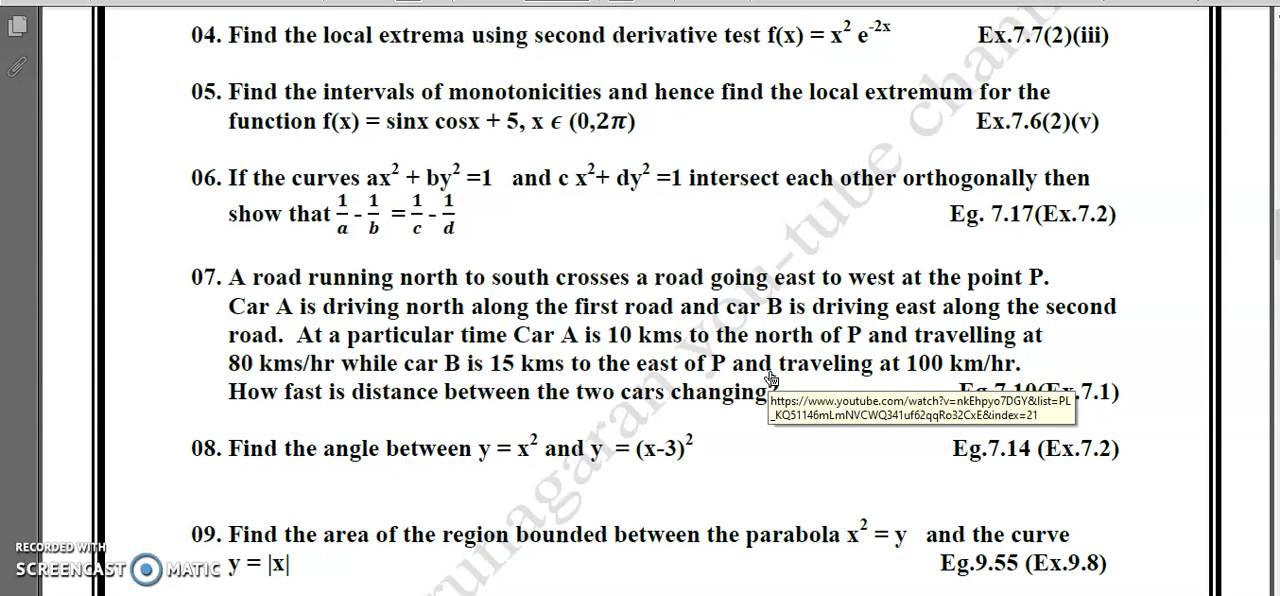 04. Find the local extrema using second derivative test f(x) = x² e⁻²ˣ Ex.7.7(2)(iii)
05. Find the intervals of monotonicities and hence find the local extremum for the
function f(x) = sinx cosx + 5, x ϵ (0,2π) Ex.7.6(2)(v)
06. If the curves ax² + by² =1 and c x²+ dy² =1 intersect each other orthogonally then
show that 1/a - 1/b = 1/c - 1/d Eg. 7.17(Ex.7.2)
07. A road running north to south crosses a road going east to west at the point P.
Car A is driving north along the first road and car B is driving east along the second
road. At a particular time Car A is 10 kms to the north of P and travelling at
80 kms/hr while car B is 15 kms to the east of P and traveling at 100 km/hr.
How fast is distance between the two cars changing? .7.1)
https://www.youtube.com/watch?v=nkEhpyo7DGY&list=PL
_KQ51146mLmNVCWQ341uf62qqRo32CxE&index=21
08. Find the angle between y = x² and y = (x-3)² Eg.7.14 (Ex.7.2)
09. Find the area of the region bounded between the parabola x² = y and the curve
y = |x| Eg.9.55 (Ex.9.8)
RECORDED WITH
SCREENCAST MATIC
runagaran you-tube chann